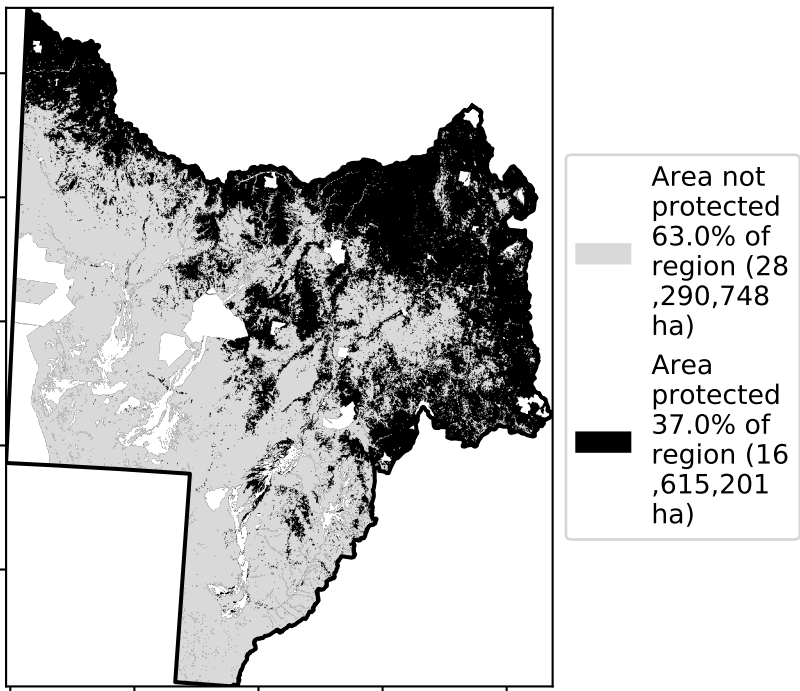 Area not
protected
63.0% of
region (28
,290,748
ha)
Area
protected
37.0% of
region (16
,615,201
ha)